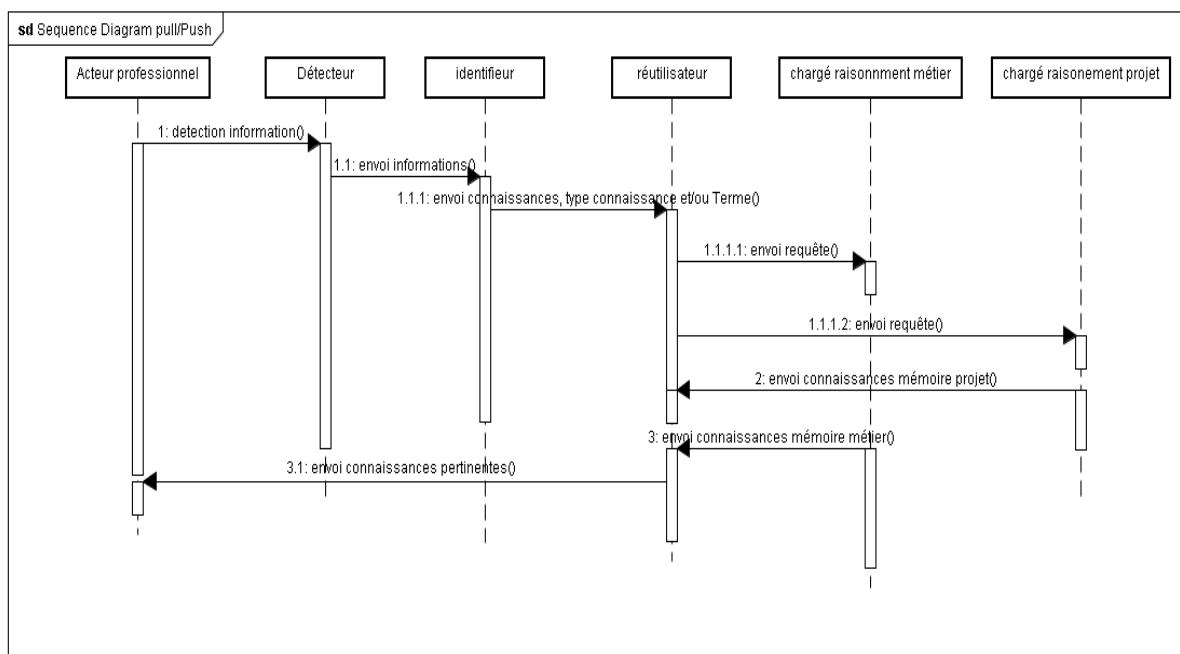 sd Sequence Diagram pull/Push
Acteur professionnel
Détecteur
identifieur
réutilisateur
chargé raisonnment métier
chargé raisonement projet
1: detection information()
1.1: envoi informations()
1.1.1: envoi connaissances, type connaissance et/ou Terme()
1.1.1.1: envoi requête()
1.1.1.2: envoi requête()
2: envoi connaissances mémoire projet()
3: envoi connaissances mémoire métier()
3.1: envoi connaissances pertinentes()